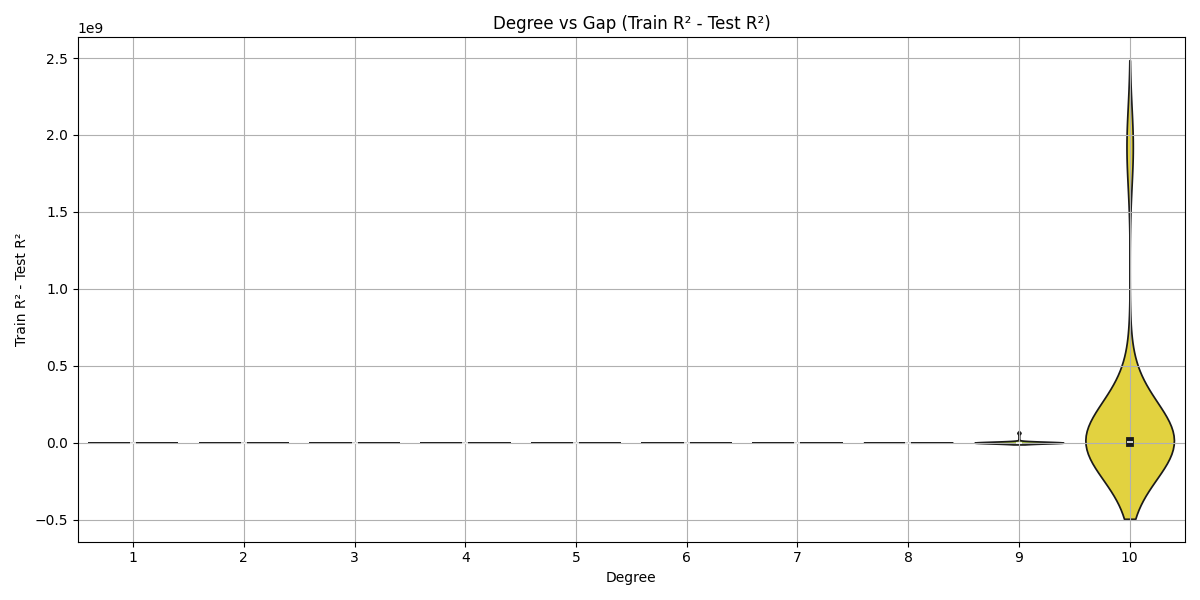 Degree vs Gap (Train R² - Test R²)
1e9
2.5
2.0
1.5
1.0
0.5
0.0
−0.5
Train R² - Test R²
1 2 3 4 5 6 7 8 9 10
Degree